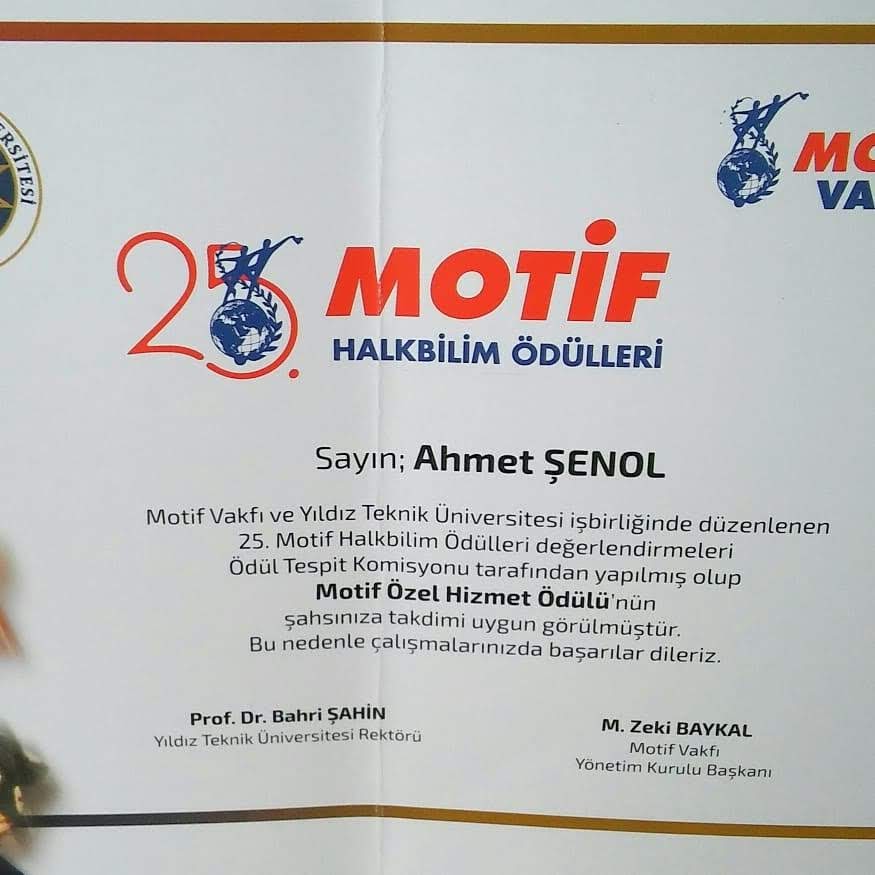 ERSİTESİ
25. MOTİF
HALKBİLİM ÖDÜLLERİ
Sayın; Ahmet ŞENOL
Motif Vakfı ve Yıldız Teknik Üniversitesi işbirliğinde düzenlenen
25. Motif Halkbilim Ödülleri değerlendirmeleri
Ödül Tespit Komisyonu tarafından yapılmış olup
Motif Özel Hizmet Ödülü'nün
şahsınıza takdimi uygun görülmüştür.
Bu nedenle çalışmalarınızda başarılar dileriz.
Prof. Dr. Bahri ŞAHİN
Yıldız Teknik Üniversitesi Rektörü
M. Zeki BAYKAL
Motif Vakfı
Yönetim Kurulu Başkanı